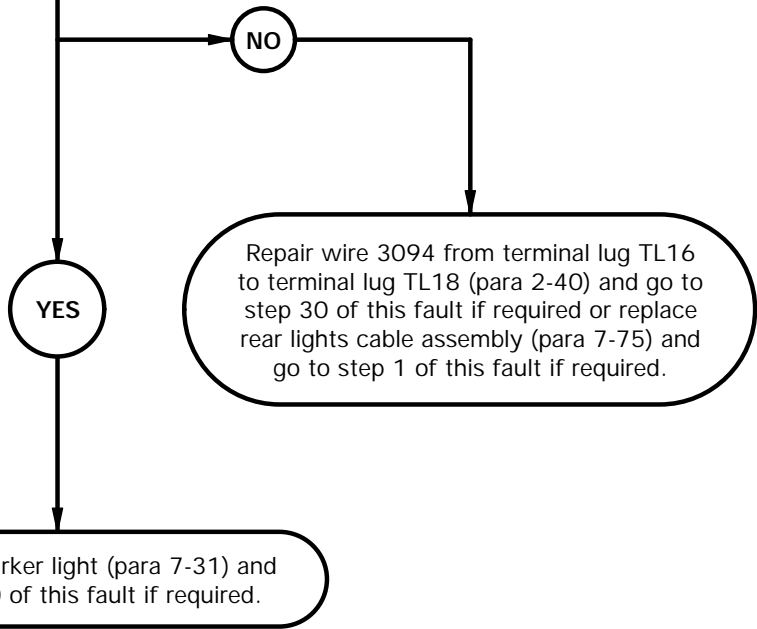 NO
Repair wire 3094 from terminal lug TL16
to terminal lug TL18 (para 2-40) and go to
step 30 of this fault if required or replace
rear lights cable assembly (para 7-75) and
go to step 1 of this fault if required.
YES
light (para 7-31) and
of this fault if required.